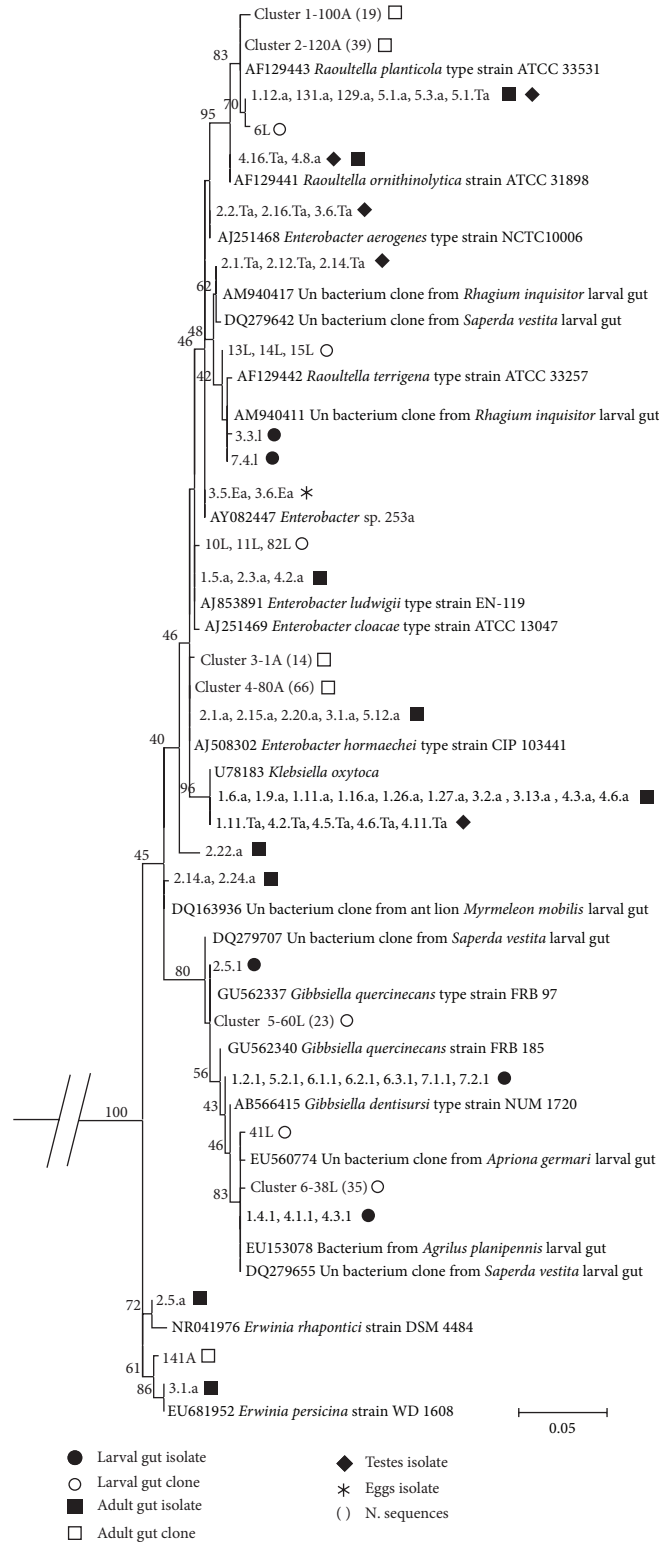 Cluster 1-100A (19)
Cluster 2-120A (39)
83
AF129443 Raoultella planticola type strain ATCC 33531
1.12.a, 131.a, 129.a, 5.1.a, 5.3.a, 5.1.Ta
70
95
6L
4.16.Ta, 4.8.a
AF129441 Raoultella ornithinolytica strain ATCC 31898
2.2.Ta, 2.16.Ta, 3.6.Ta
AJ251468 Enterobacter aerogenes type strain NCTC10006
2.1.Ta, 2.12.Ta, 2.14.Ta
62
AM940417 Un bacterium clone from Rhagium inquisitor larval gut
DQ279642 Un bacterium clone from Saperda vestita larval gut
48
46
13L, 14L, 15L
42
AF129442 Raoultella terrigena type strain ATCC 33257
AM940411 Un bacterium clone from Rhagium inquisitor larval gut
3.3.l
7.4.l
3.5.Ea, 3.6.Ea
AY082447 Enterobacter sp. 253a
10L, 11L, 82L
1.5.a, 2.3.a, 4.2.a
AJ853891 Enterobacter ludwigii type strain EN-119
AJ251469 Enterobacter cloacae type strain ATCC 13047
46
Cluster 3-1A (14)
Cluster 4-80A (66)
2.1.a, 2.15.a, 2.20.a, 3.1.a, 5.12.a
40
AJ508302 Enterobacter hormaechei type strain CIP 103441
U78183 Klebsiella oxytoca
96
1.6.a, 1.9.a, 1.11.a, 1.16.a, 1.26.a, 1.27.a, 3.2.a , 3.13.a , 4.3.a, 4.6.a
1.11.Ta, 4.2.Ta, 4.5.Ta, 4.6.Ta, 4.11.Ta
2.22.a
45
2.14.a, 2.24.a
DQ163936 Un bacterium clone from ant lion Myrmeleon mobilis larval gut
DQ279707 Un bacterium clone from Saperda vestita larval gut
80
2.5.1
GU562337 Gibbsiella quercinecans type strain FRB 97
Cluster 5-60L (23)
GU562340 Gibbsiella quercinecans strain FRB 185
56
1.2.1, 5.2.1, 6.1.1, 6.2.1, 6.3.1, 7.1.1, 7.2.1
43
AB566415 Gibbsiella dentisursi type strain NUM 1720
100
41L
46
EU560774 Un bacterium clone from Apriona germari larval gut
Cluster 6-38L (35)
83
1.4.1, 4.1.1, 4.3.1
EU153078 Bacterium from Agrilus planipennis larval gut
DQ279655 Un bacterium clone from Saperda vestita larval gut
72
2.5.a
NR041976 Erwinia rhapontici strain DSM 4484
141A
61
86
3.1.a
EU681952 Erwinia persicina strain WD 1608
0.05
Larval gut isolate
Larval gut clone
Adult gut isolate
Adult gut clone
Testes isolate
Eggs isolate
( ) N. sequences